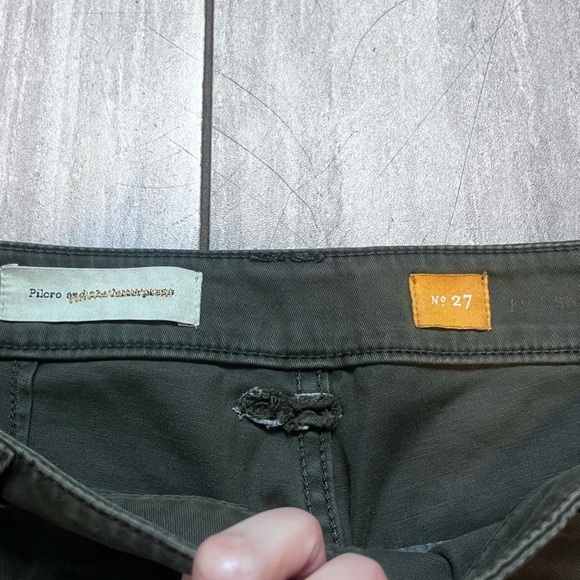 Pilcro and the letterpress
Nº 27